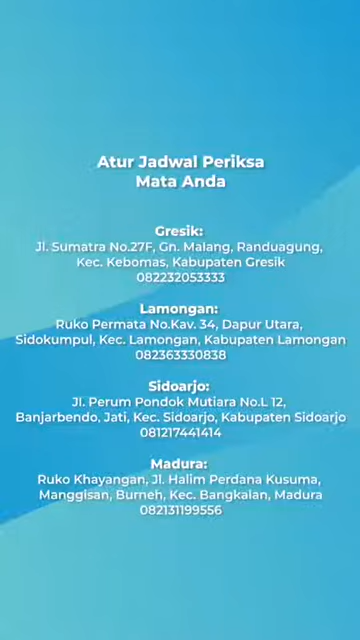 Atur Jadwal Periksa
Mata Anda
Gresik:
Jl. Sumatra No.27F, Gn. Malang, Randuagung,
Kec. Kebomas, Kabupaten Gresik
082232053333
Lamongan:
Ruko Permata No.Kav. 34, Dapur Utara,
Sidokumpul, Kec. Lamongan, Kabupaten Lamongan
082363330838
Sidoarjo:
Jl. Perum Pondok Mutiara No.L 12,
Banjarbendo, Jati, Kec. Sidoarjo, Kabupaten Sidoarjo
081217441414
Madura:
Ruko Khayangan, Jl. Halim Perdana Kusuma,
Manggisan, Burneh, Kec. Bangkalan, Madura
082131199556